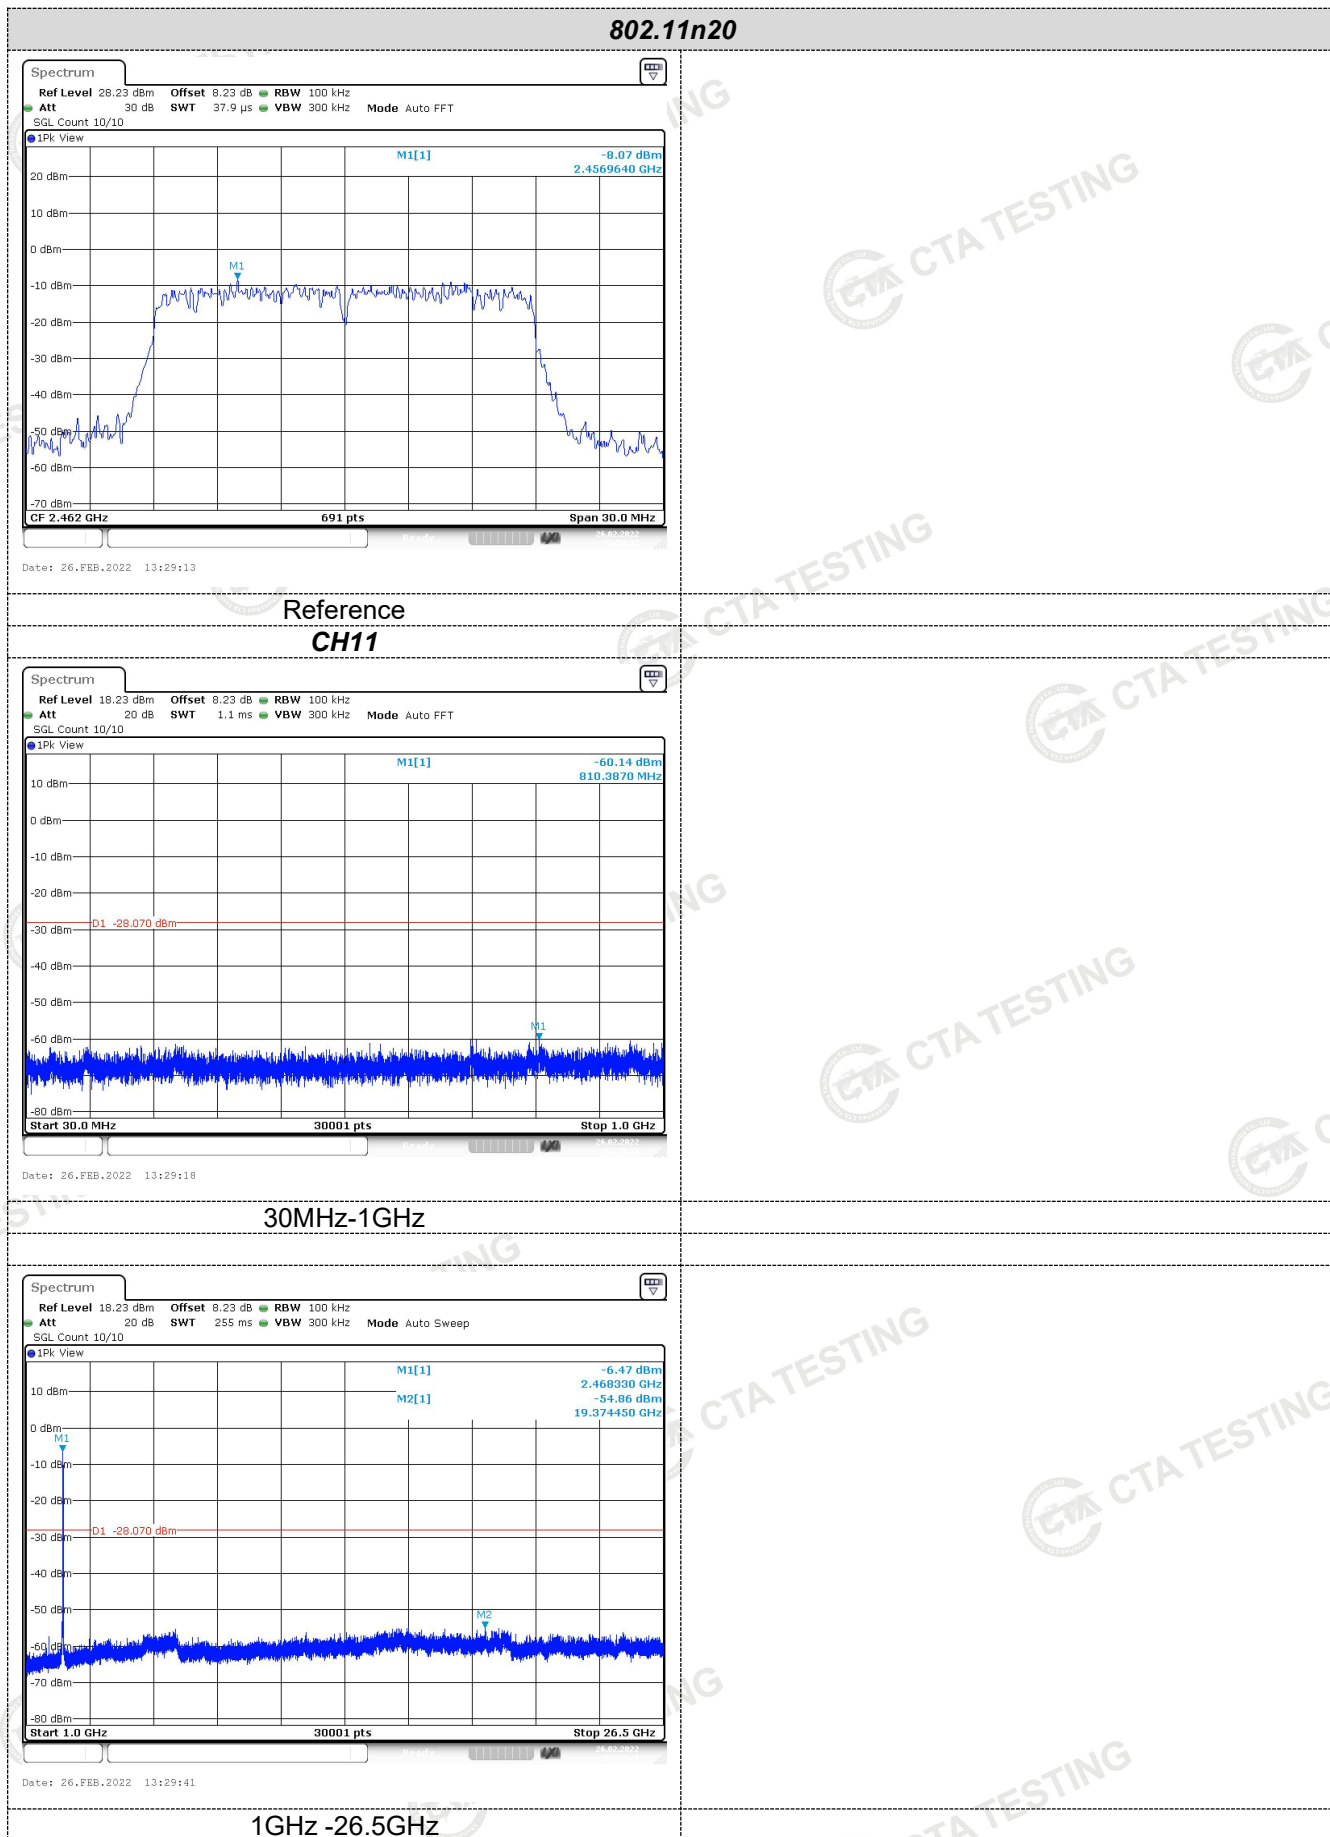 802.11n20
Spectrum
Ref Level 28.23 dBm Offset 8.23 dB RBW 100 kHz
Att 30 dB SWT 37.9 µs VBW 300 kHz Mode Auto FFT
SGL Count 10/10
1Pk View
M1[1] -8.07 dBm
2.4569640 GHz
20 dBm
10 dBm
0 dBm
M1
-10 dBm
-20 dBm
-30 dBm
-40 dBm
-50 dBm
-60 dBm
-70 dBm
CF 2.462 GHz 691 pts Span 30.0 MHz
Ready 26.02.2022
Date: 26.FEB.2022 13:29:13
Reference
CH11
Spectrum
Ref Level 18.23 dBm Offset 8.23 dB RBW 100 kHz
Att 20 dB SWT 1.1 ms VBW 300 kHz Mode Auto FFT
SGL Count 10/10
1Pk View
M1[1] -60.14 dBm
810.3870 MHz
10 dBm
0 dBm
-10 dBm
-20 dBm
D1 -28.070 dBm
-30 dBm
-40 dBm
-50 dBm
M1
-60 dBm
-80 dBm
Start 30.0 MHz 30001 pts Stop 1.0 GHz
Ready 26.02.2022
Date: 26.FEB.2022 13:29:18
30MHz-1GHz
Spectrum
Ref Level 18.23 dBm Offset 8.23 dB RBW 100 kHz
Att 20 dB SWT 255 ms VBW 300 kHz Mode Auto Sweep
SGL Count 10/10
1Pk View
M1[1] -6.47 dBm
2.468330 GHz
M2[1] -54.86 dBm
19.374450 GHz
10 dBm
0 dBm
M1
-10 dBm
-20 dBm
D1 -28.070 dBm
-30 dBm
-40 dBm
-50 dBm
M2
-60 dBm
-70 dBm
-80 dBm
Start 1.0 GHz 30001 pts Stop 26.5 GHz
Ready 26.02.2022
Date: 26.FEB.2022 13:29:41
1GHz -26.5GHz
CTA TESTING
CTA TESTING
CTA TESTING
CTA TESTING
CTA TESTING
CTA TESTING